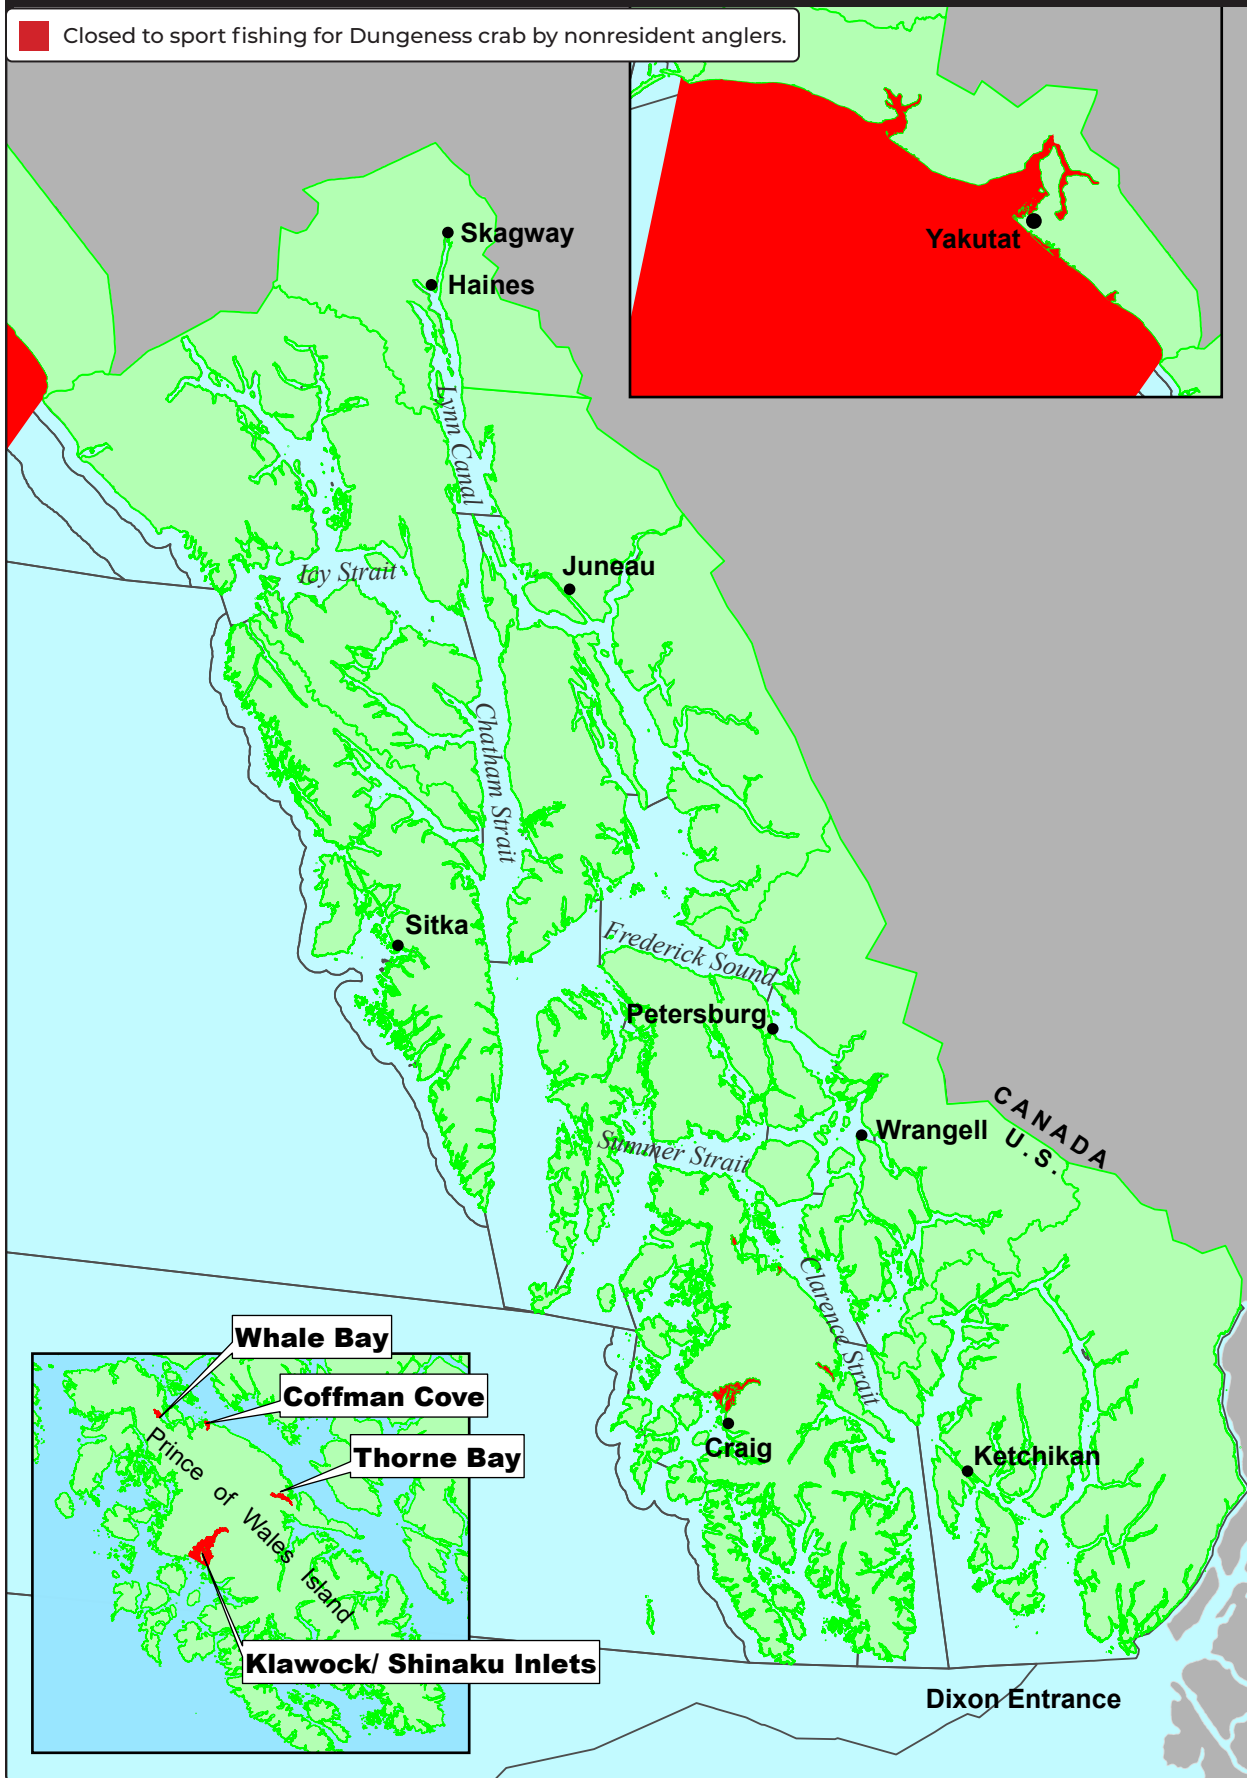 Closed to sport fishing for Dungeness crab by nonresident anglers.
Yakutat
Skagway
Haines
Lynn Canal
Juneau
Icy Strait
Chatham Strait
Sitka
Frederick Sound
Petersburg
CANADA
U.S.
Wrangell
Summer Strait
Clarence Strait
Craig
Ketchikan
Dixon Entrance
Whale Bay
Coffman Cove
Thorne Bay
Prince of Wales Island
Klawock/ Shinaku Inlets